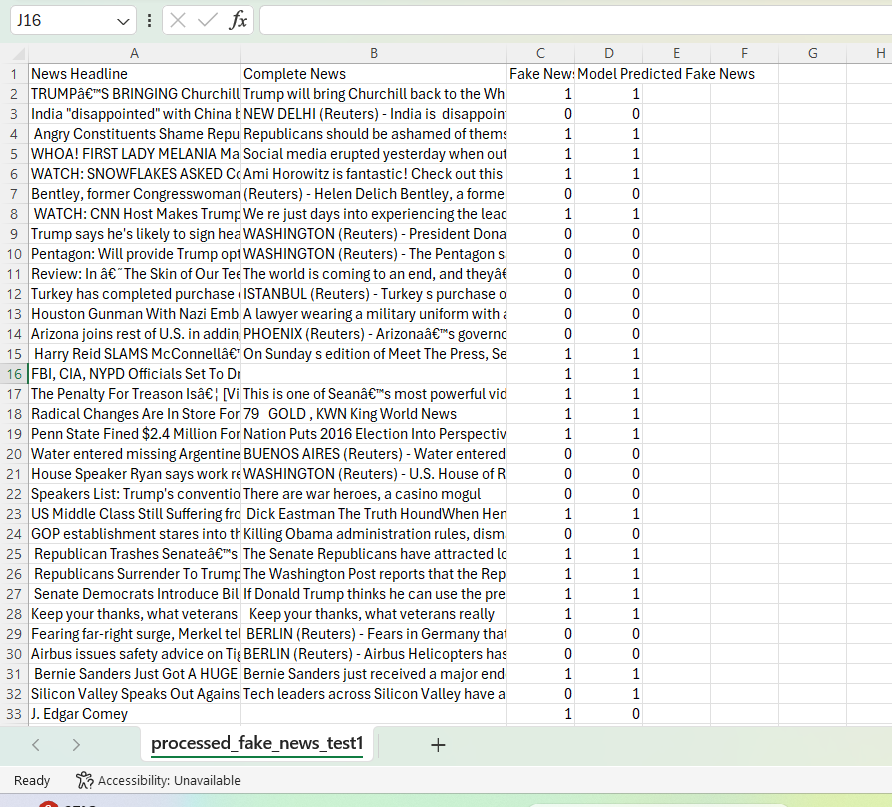 J16 fx
A B C D E F G H
1 News Headline Complete News Fake News Model Predicted Fake News
2 TRUMPâ€™S BRINGING Churchill Trump will bring Churchill back to the Wh 1 1
3 India "disappointed" with China b NEW DELHI (Reuters) - India is disappoin 0 0
4 Angry Constituents Shame Repu Republicans should be ashamed of thems 1 1
5 WHOA! FIRST LADY MELANIA Ma Social media erupted yesterday when out 1 1
6 WATCH: SNOWFLAKES ASKED Co Ami Horowitz is fantastic! Check out this 1 1
7 Bentley, former Congresswoman (Reuters) - Helen Delich Bentley, a forme 0 0
8 WATCH: CNN Host Makes Trump We re just days into experiencing the lead 1 1
9 Trump says he's likely to sign hea WASHINGTON (Reuters) - President Dona 0 0
10 Pentagon: Will provide Trump opt WASHINGTON (Reuters) - The Pentagon s 0 0
11 Review: In â€˜The Skin of Our Tee The world is coming to an end, and theyâ€ 0 0
12 Turkey has completed purchase ISTANBUL (Reuters) - Turkey s purchase o 0 0
13 Houston Gunman With Nazi Emb A lawyer wearing a military uniform with a 0 0
14 Arizona joins rest of U.S. in addin PHOENIX (Reuters) - Arizonaâ€™s governo 0 0
15 Harry Reid SLAMS McConnellâ€™ On Sunday s edition of Meet The Press, Se 1 1
16 FBI, CIA, NYPD Officials Set To Dr 1 1
17 The Penalty For Treason Isâ€¦ [Vi This is one of Seanâ€™s most powerful vid 1 1
18 Radical Changes Are In Store For 79 GOLD , KWN King World News 1 1
19 Penn State Fined $2.4 Million For Nation Puts 2016 Election Into Perspectiv 1 1
20 Water entered missing Argentine BUENOS AIRES (Reuters) - Water entered 0 0
21 House Speaker Ryan says work re WASHINGTON (Reuters) - U.S. House of R 0 0
22 Speakers List: Trump's conventio There are war heroes, a casino mogul 0 0
23 US Middle Class Still Suffering fro Dick Eastman The Truth HoundWhen Hen 1 1
24 GOP establishment stares into th Killing Obama administration rules, dism 0 0
25 Republican Trashes Senateâ€™s The Senate Republicans have attracted lo 1 1
26 Republicans Surrender To Trump The Washington Post reports that the Rep 1 1
27 Senate Democrats Introduce Bil If Donald Trump thinks he can use the pre 1 1
28 Keep your thanks, what veterans Keep your thanks, what veterans really 1 1
29 Fearing far-right surge, Merkel tel BERLIN (Reuters) - Fears in Germany that 0 0
30 Airbus issues safety advice on Tig BERLIN (Reuters) - Airbus Helicopters has 0 0
31 Bernie Sanders Just Got A HUGE Bernie Sanders just received a major end 1 1
32 Silicon Valley Speaks Out Agains Tech leaders across Silicon Valley have a 0 1
33 J. Edgar Comey 1 0
processed_fake_news_test1
Ready Accessibility: Unavailable